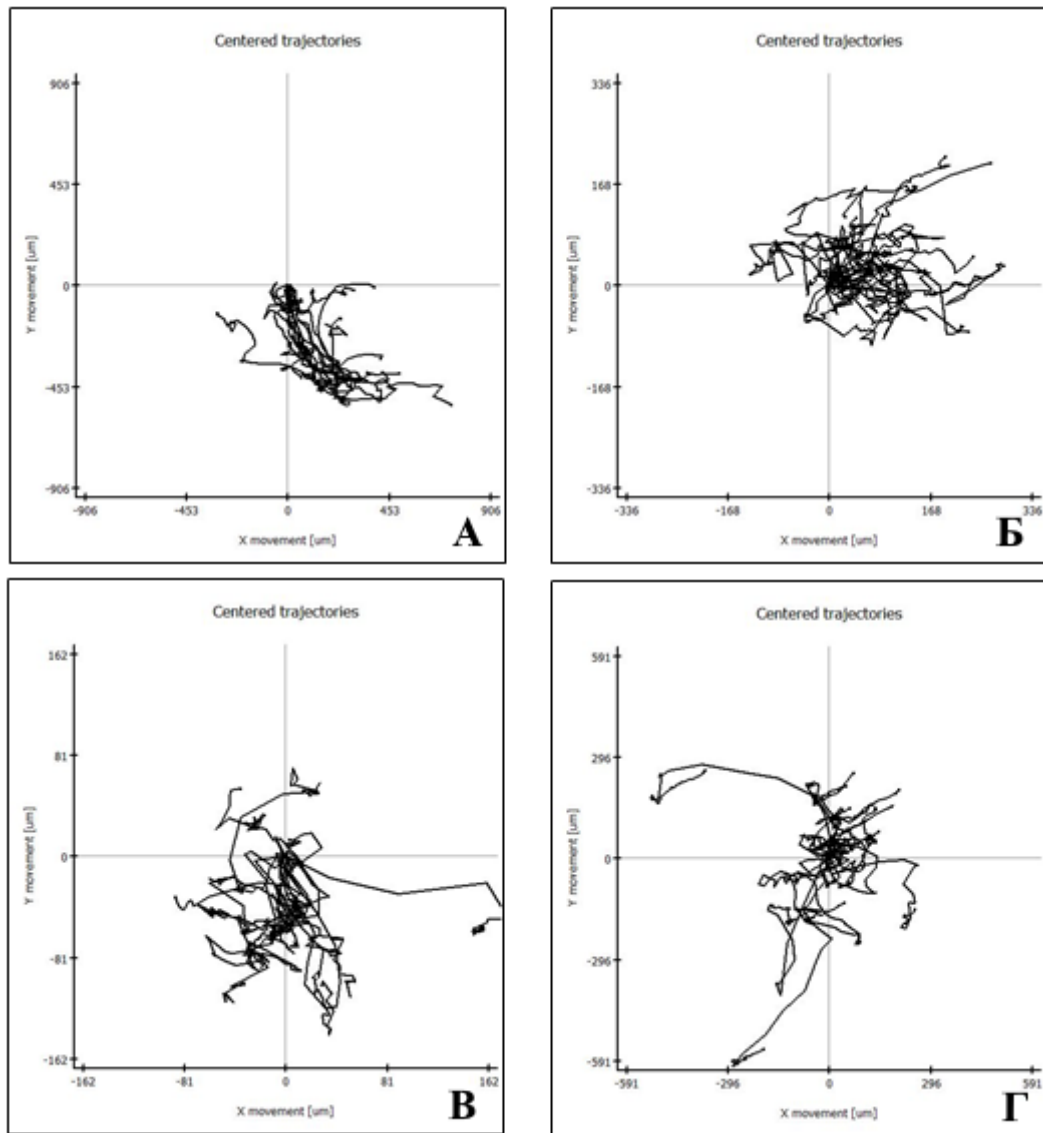 Centered trajectories
906
453
0
-453
-906
Y movement [um]
-906 -453 0 453 906
X movement [um]
А
Centered trajectories
336
168
0
-168
-336
Y movement [um]
-336 -168 0 168 336
X movement [um]
Б
Centered trajectories
162
81
0
-81
-162
Y movement [um]
-162 -81 0 81 162
X movement [um]
В
Centered trajectories
591
296
0
-296
-591
Y movement [um]
-591 -296 0 296 591
X movement [um]
Г